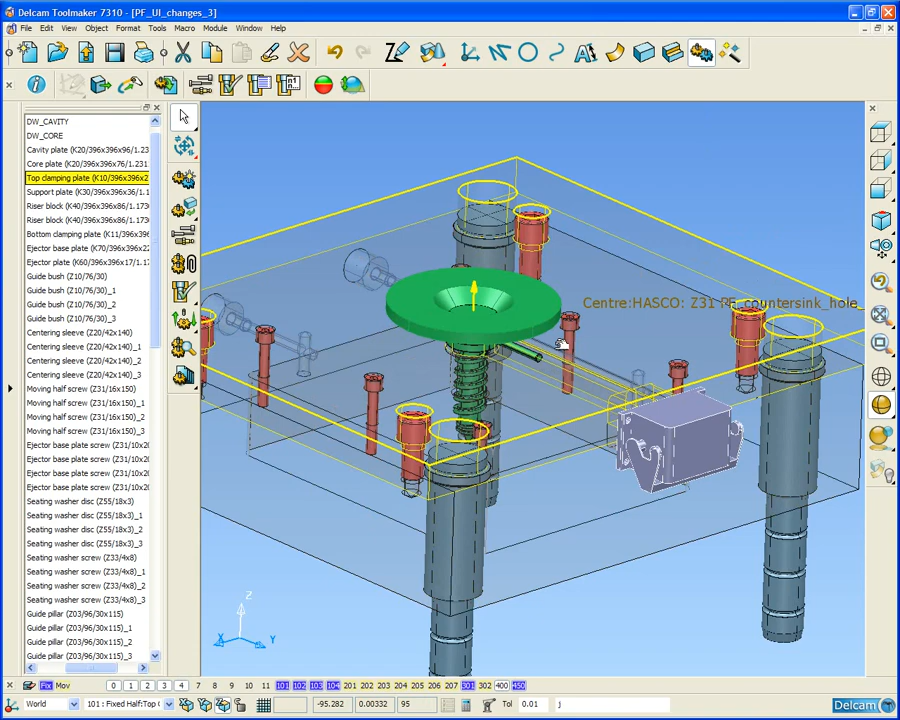 Delcam Toolmaker 7310 - [PF_UI_changes_3]
File Edit View Object Format Tools Macro Module Window Help
DW_CAVITY
DW_CORE
Cavity plate (K20/396x396x96/1.23
Core plate (K20/396x396x76/1.231
Top clamping plate (K10/396x396x2
Support plate (K30/396x396x36/1.
Riser block (K40/396x396x86/1.173
Riser block (K40/396x396x86/1.173
Bottom clamping plate (K11/396x396
Ejector base plate (K70/396x22
Ejector plate (K60/396x396x17/1.17
Guide bush (Z10/76/30)
Guide bush (Z10/76/30)_1
Guide bush (Z10/76/30)_2
Guide bush (Z10/76/30)_3
Centering sleeve (Z20/42x140)
Centering sleeve (Z20/42x140)_1
Centering sleeve (Z20/42x140)_2
Centering sleeve (Z20/42x140)_3
Moving half screw (Z31/16x150)
Moving half screw (Z31/16x150)_1
Moving half screw (Z31/16x150)_2
Moving half screw (Z31/16x150)_3
Ejector base plate screw (Z31/10x20
Ejector base plate screw (Z31/10x20
Ejector base plate screw (Z31/10x20
Ejector base plate screw (Z31/10x20
Seating washer disc (Z55/18x3)
Seating washer disc (Z55/18x3)_1
Seating washer disc (Z55/18x3)_2
Seating washer disc (Z55/18x3)_3
Seating washer screw (Z33/4x8)
Seating washer screw (Z33/4x8)_1
Seating washer screw (Z33/4x8)_2
Seating washer screw (Z33/4x8)_3
Guide pillar (Z03/96/30x115)
Guide pillar (Z03/96/30x115)_1
Guide pillar (Z03/96/30x115)_2
Guide pillar (Z03/96/30x115)_3
Centre:HASCO: Z31 PF_countersink_hole
Z
X
Y
Fix Mov 0 1 2 3 4 7 8 9 10 11 101 102 103 104 201 202 203 204 205 206 207 301 302 400 450
World 101 : Fixed Half:Top -95.282 0.00332 95 Tol 0.01 j Delcam